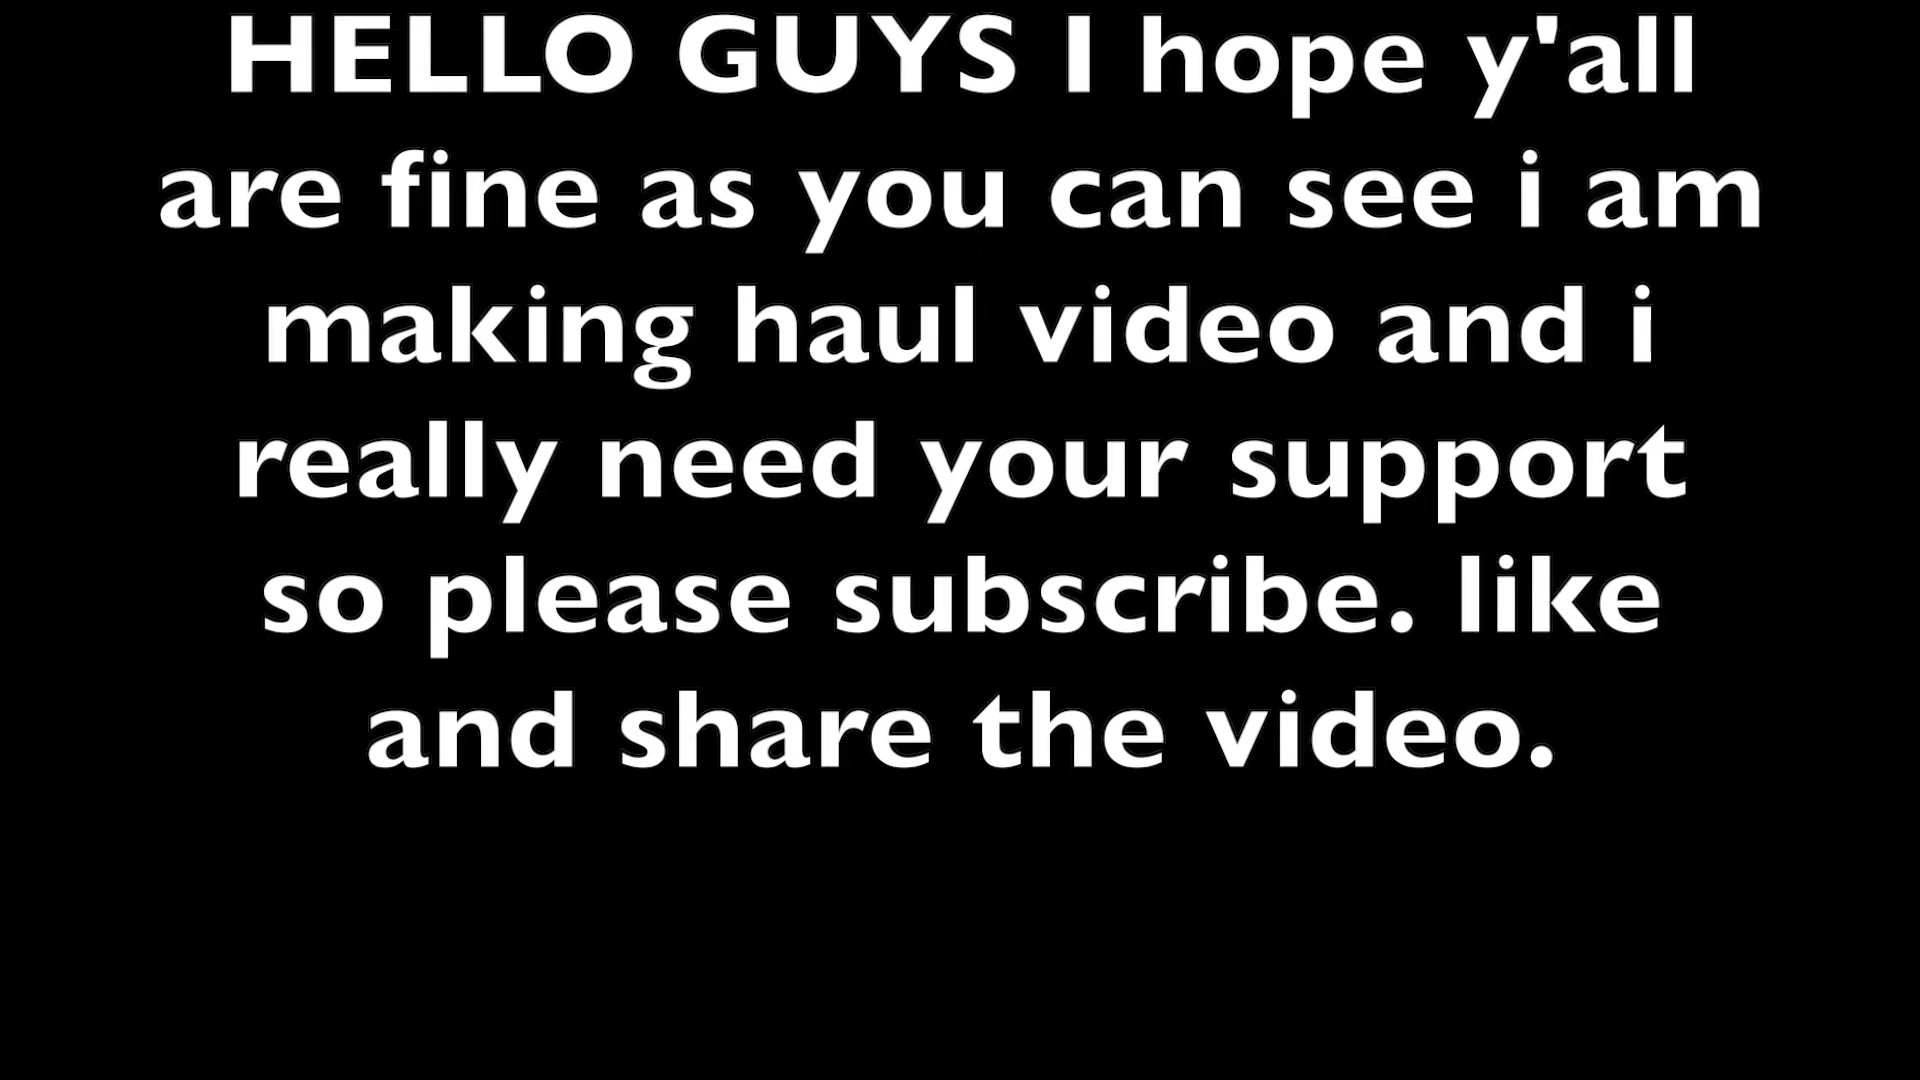 HELLO GUYS I hope y'all
are fine as you can see i am
making haul video and i
really need your support
so please subscribe. like
and share the video.